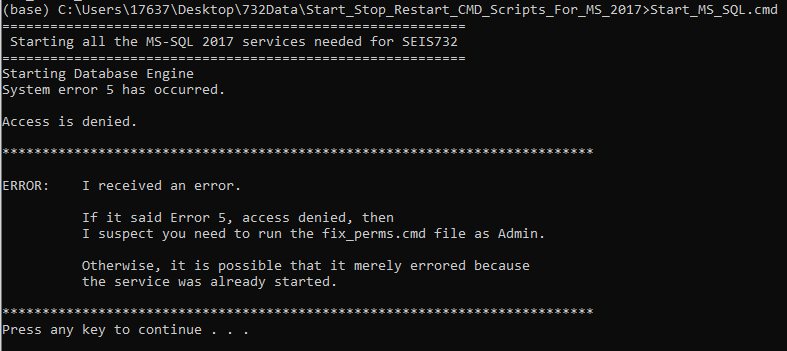 (base) C:\Users\17637\Desktop\732Data\Start_Stop_Restart_CMD_Scripts_For_MS_2017>Start_MS_SQL.cmd
==========================================================
 Starting all the MS-SQL 2017 services needed for SEIS732
==========================================================
Starting Database Engine
System error 5 has occurred.

Access is denied.

**************************************************************************

ERROR:    I received an error.

          If it said Error 5, access denied, then
          I suspect you need to run the fix_perms.cmd file as Admin.

          Otherwise, it is possible that it merely errored because
          the service was already started.

**************************************************************************
Press any key to continue . . .